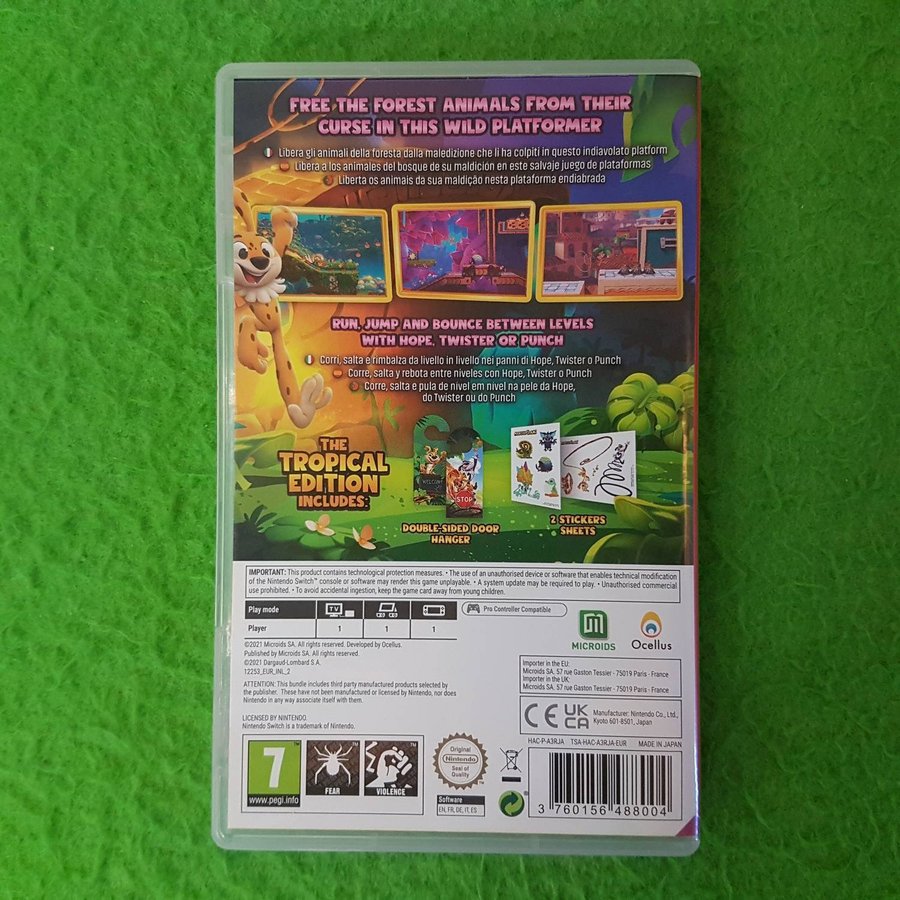 FREE THE FOREST ANIMALS FROM THEIR
CURSE IN THIS WILD PLATFORMER
Libera gli animali della foresta dalla maledizione che li ha colpiti in questo indiavolato platform
Libera a los animales del bosque de su maldición en este salvaje juego de plataformas
Liberta os animais da sua maldição nesta plataforma endiabrada
RUN, JUMP AND BOUNCE BETWEEN LEVELS
WITH HOPE, TWISTER OR PUNCH
Corri, salta e rimbalza da livello in livello nei panni di Hope, Twister o Punch
Corre, salta y rebota entre niveles con Hope, Twister o Punch
Corre, salta e pula de nivel em nivel na pele da Hope,
do Twister ou do Punch
THE
TROPICAL
EDITION
INCLUDES:
WELCOME
STOP
DOUBLE-SIDED DOOR
HANGER
2 STICKERS
SHEETS
IMPORTANT: This product contains technological protection measures. • The use of an unauthorised device or software that enables technical modification
of the Nintendo Switch™ console or software may render this game unplayable. • A system update may be required to play. • Unauthorised commercial
use prohibited. • To avoid accidental ingestion, keep the game card away from young children.
Play mode
TV
Pro Controller Compatible
Player 1 1 1
©2021 Microids SA. All rights reserved. Developed by Ocellus.
Published by Microids SA. All rights reserved.
©2021 Dargaud-Lombard S.A.
12253_EUR_INL_2
MICROIDS
Ocellus
ATTENTION: This bundle includes third party manufactured products selected by
the publisher. These have not been manufactured or licensed by Nintendo, nor does
Nintendo in any way associate itself with them.
LICENSED BY NINTENDO.
Nintendo Switch is a trademark of Nintendo.
Importer in the EU:
Microids SA. 57 rue Gaston Tessier - 75019 Paris - France
Importer in the UK:
Microids SA. 57 rue Gaston Tessier - 75019 Paris - France
CE UK
CA
Manufacturer: Nintendo Co., Ltd.,
Kyoto 601-8501, Japan
HAC-P-A3RJA TSA-HAC-A3RJA-EUR MADE IN JAPAN
7
™
www.pegi.info
FEAR
VIOLENCE
Original
Nintendo
Seal of
Quality
Software
EN, FR, DE, IT, ES
3 760156 488004